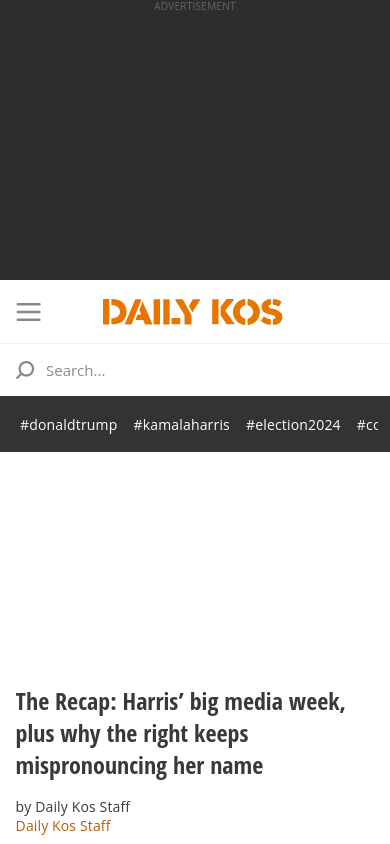 ADVERTISEMENT
DAILY KOS
Search...
#donaldtrump #kamalaharris #election2024
The Recap: Harris’ big media week,
plus why the right keeps
mispronouncing her name
by Daily Kos Staff
Daily Kos Staff